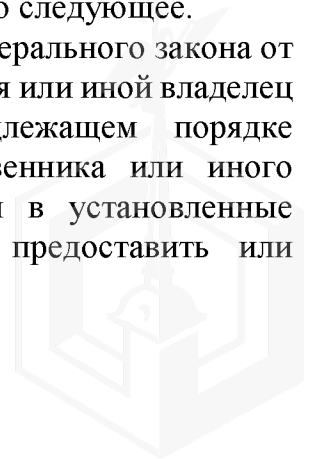 о следующее.
ерального закона от
я или иной владелец
длежащем порядке
венника или иного
в установленные
предоставить или